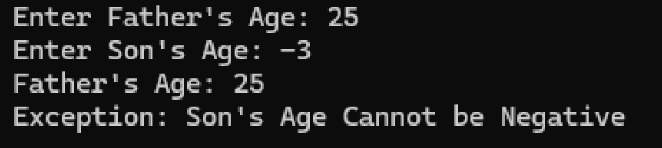 Enter Father's Age: 25
Enter Son's Age: -3
Father's Age: 25
Exception: Son's Age Cannot be Negative